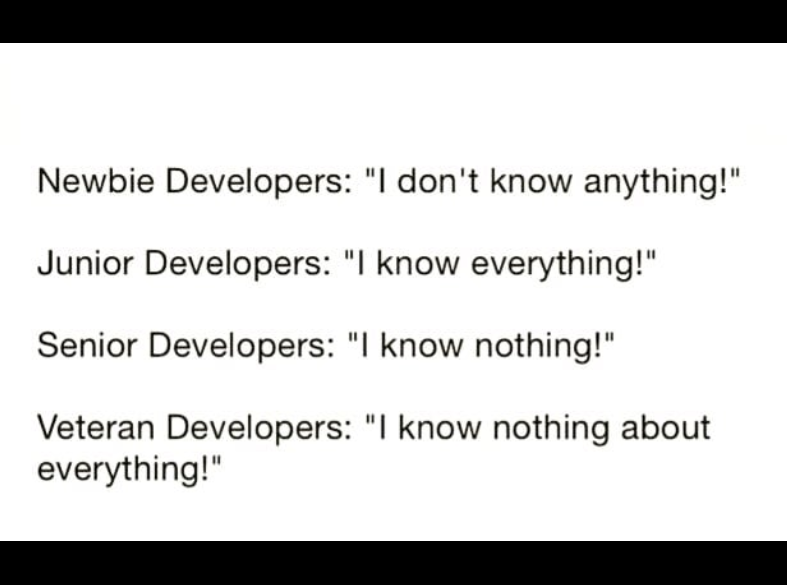 Newbie Developers: "I don't know anything!"
Junior Developers: "I know everything!"
Senior Developers: "I know nothing!"
Veteran Developers: "I know nothing about
everything!"